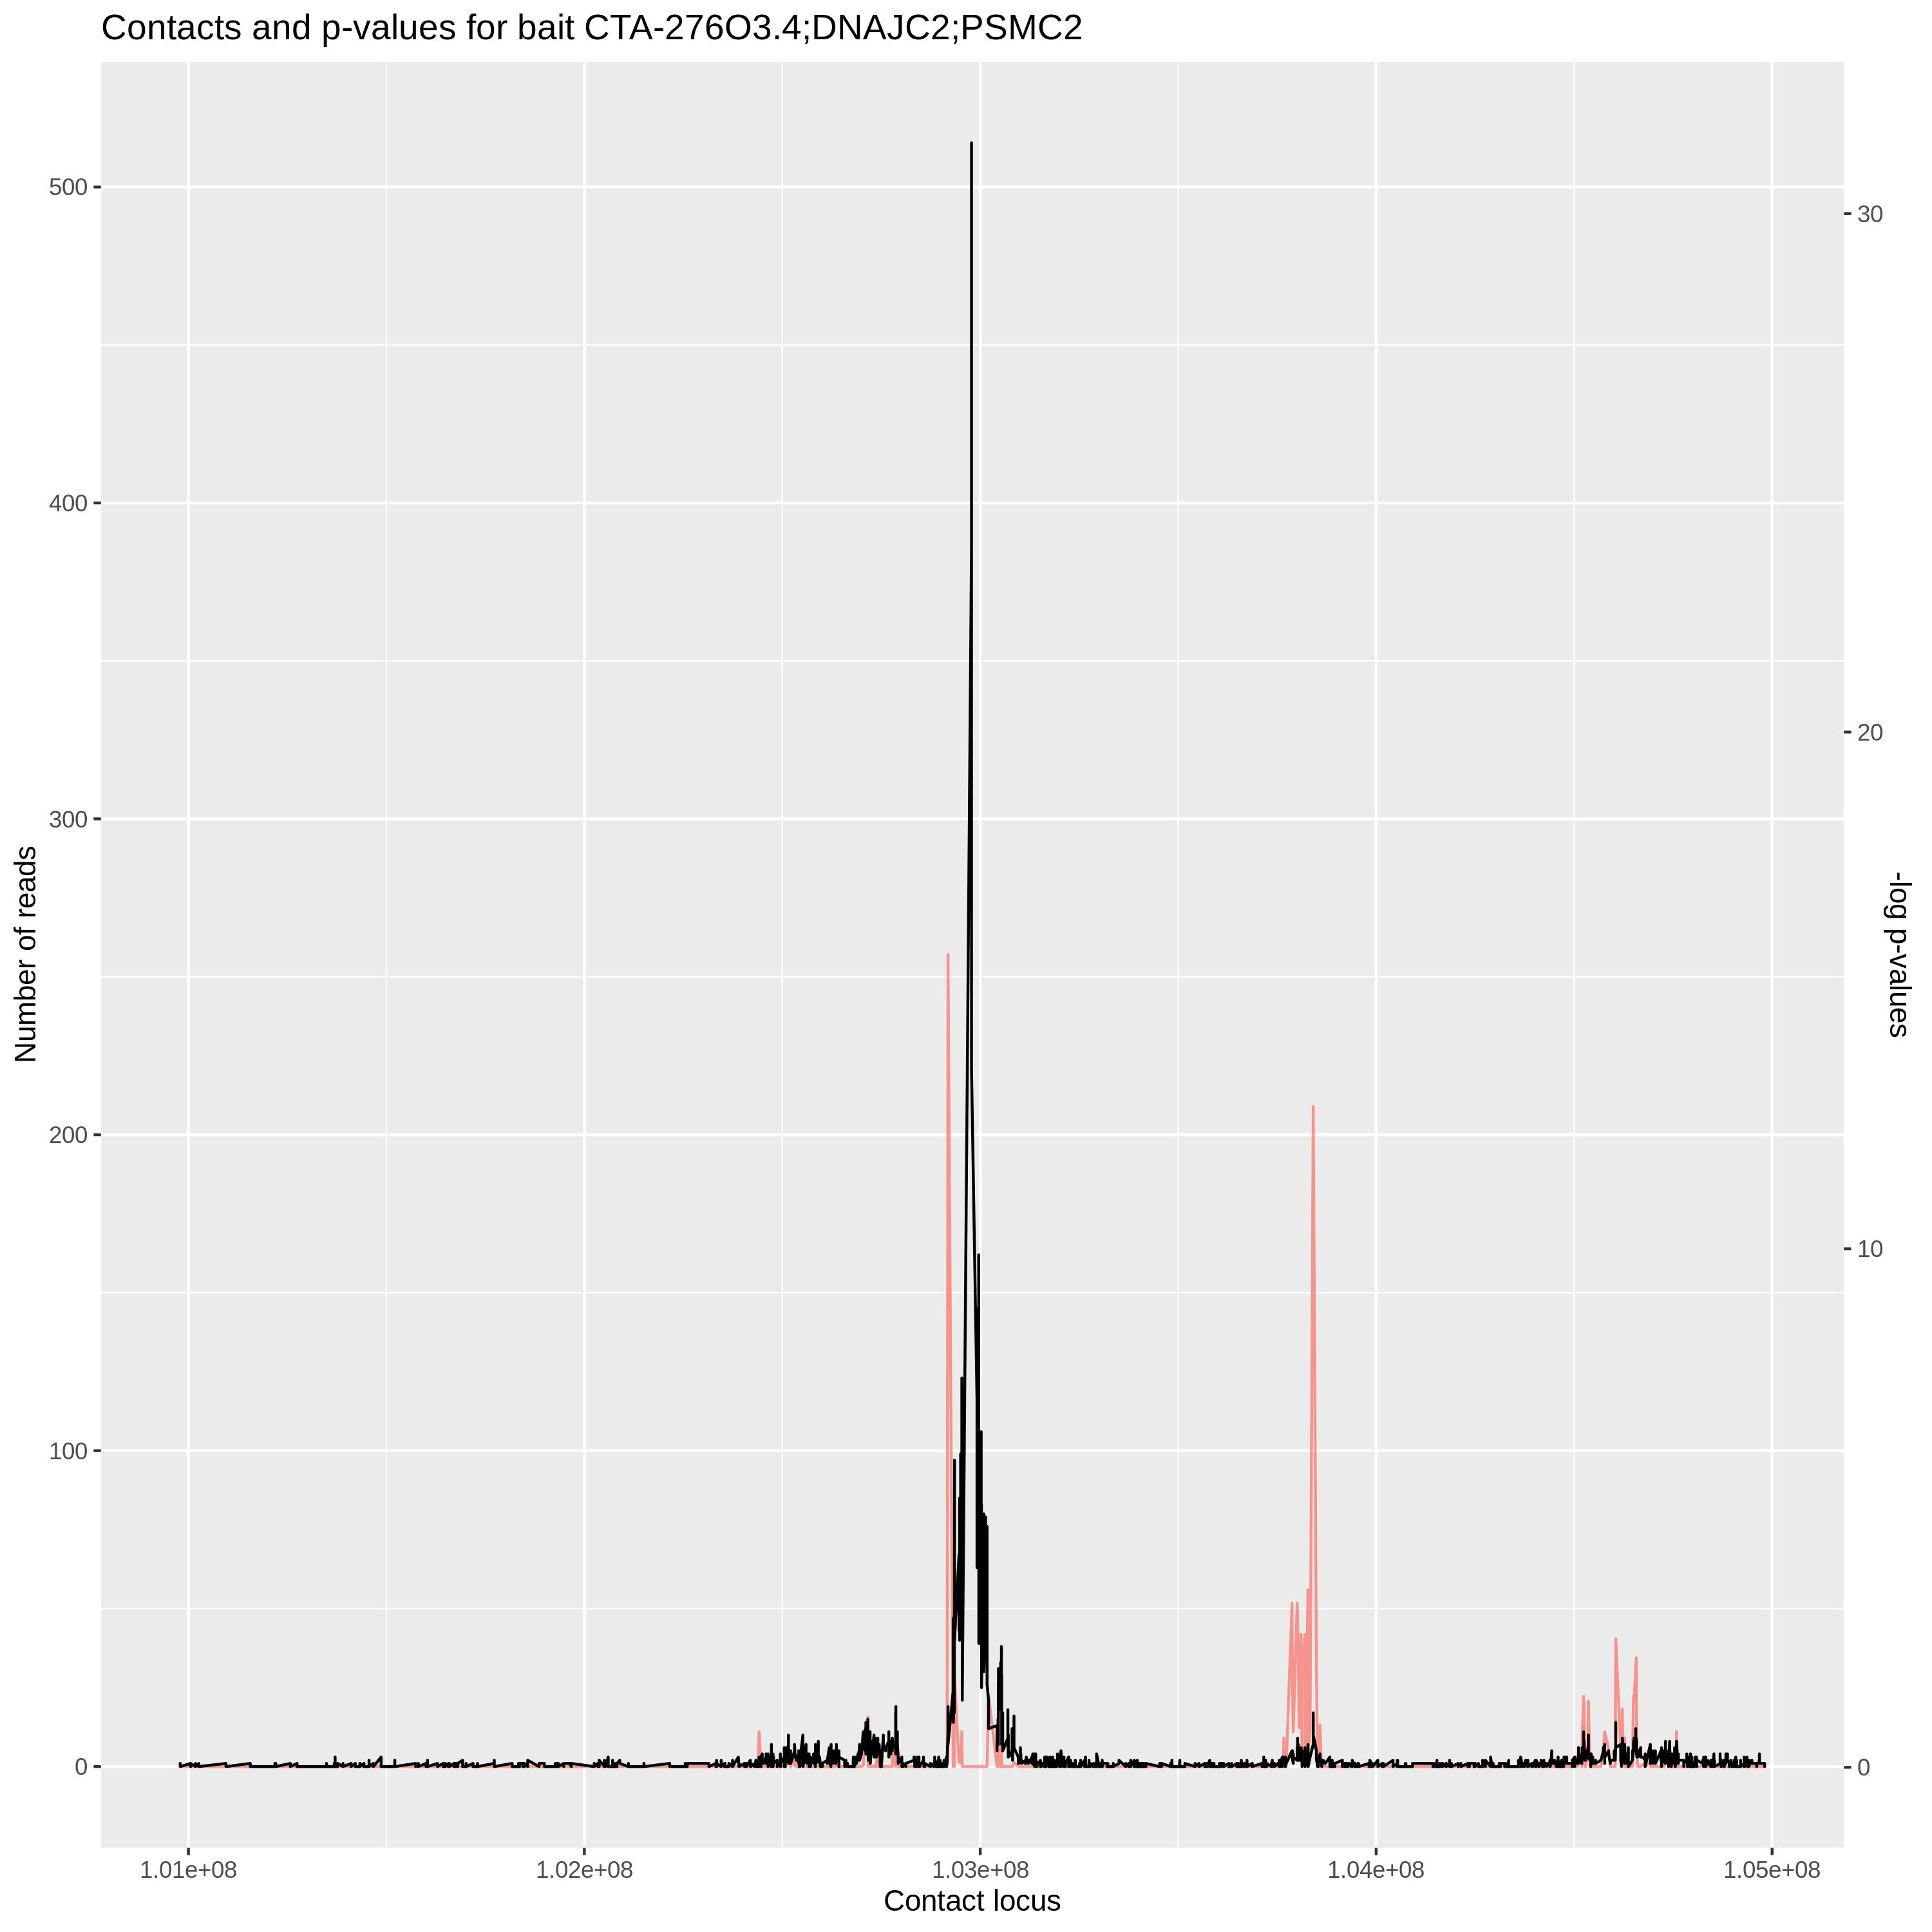 Contacts and p-values for bait CTA-276O3.4;DNAJC2;PSMC2
500
400
300
200
100
0
Number of reads
30
20
10
0
-log p-values
1.01e+08 1.02e+08 1.03e+08 1.04e+08 1.05e+08
Contact locus